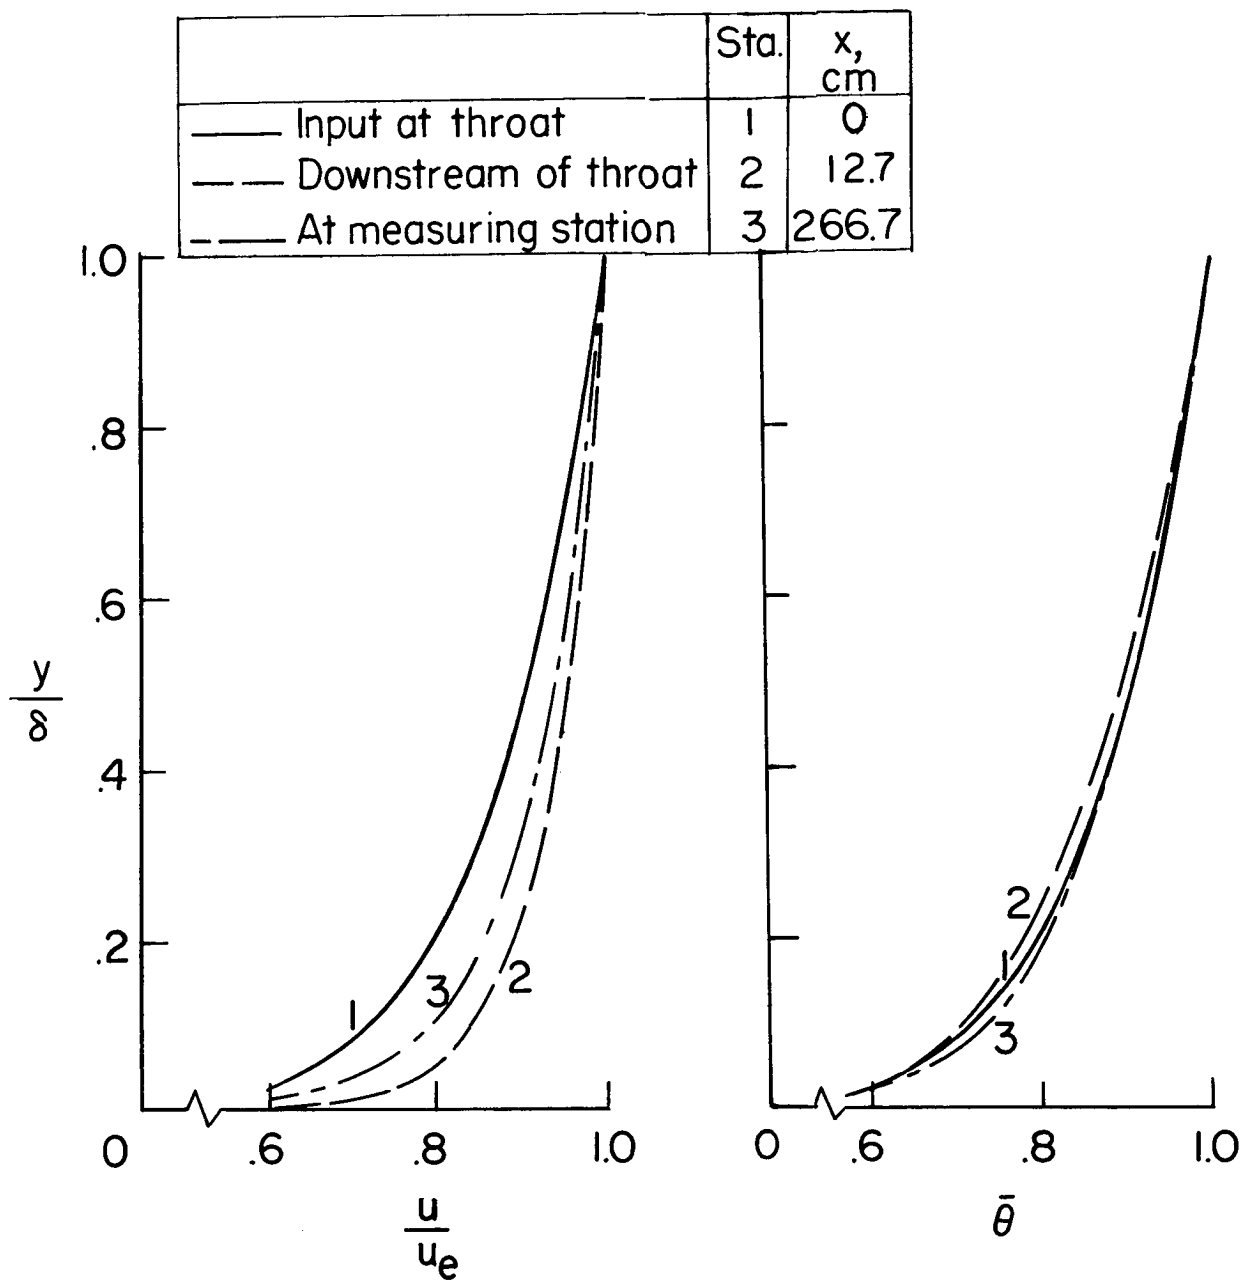 Sta. x, cm
Input at throat 1 0
Downstream of throat 2 12.7
At measuring station 3 266.7
1.0
.8
.6
y
δ
.4
.2
1
3
2
0
.6
.8
1.0
u
u_e
2
1
3
0
.6
.8
1.0
θ̄